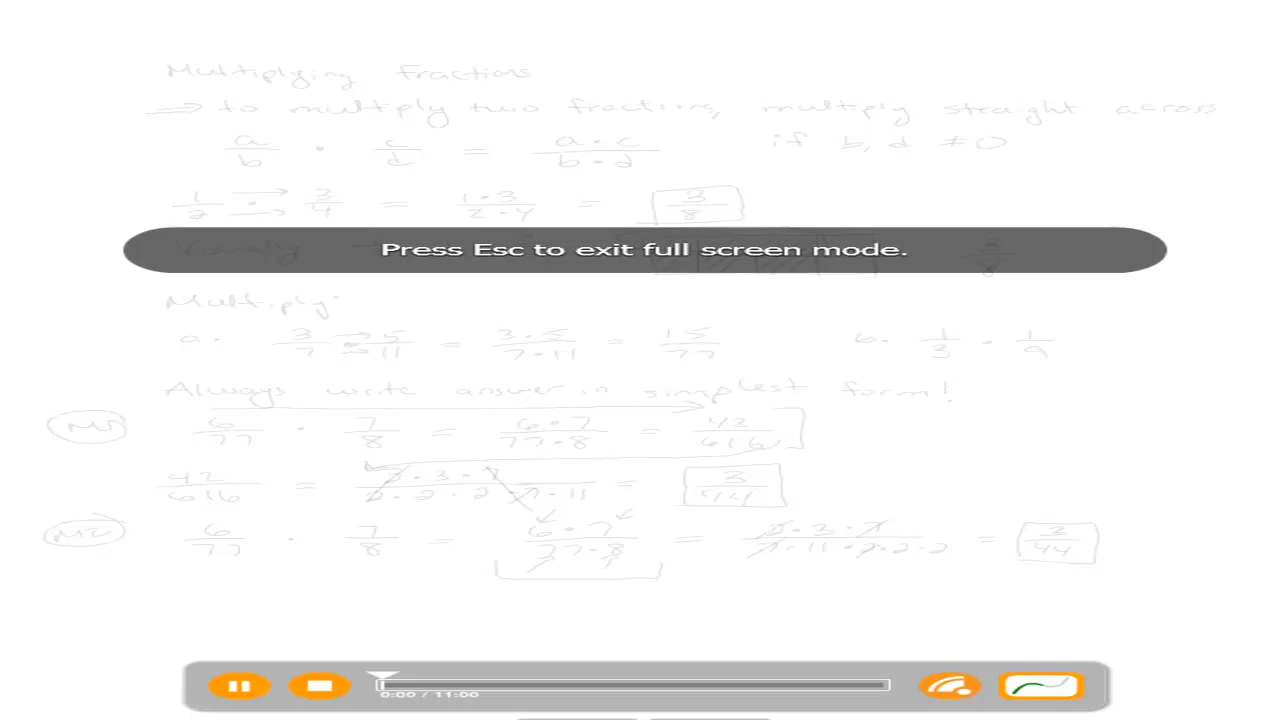 Multiplying Fractions
⇒ to multiply two fractions, multiply straight across
a/b · c/d = a·c / b·d if b, d ≠ 0
1/2 · 3/4 = 1·3 / 2·4 = 3/8
Visually 3/8
Press Esc to exit full screen mode.
Multiply:
a. 3/7 · 5/11 = 3·5 / 7·11 = 15/77 b. 1/3 · 1/9
Always write answer in simplest form!
M1 6/77 · 7/8 = 6·7 / 77·8 = 42/616
42/616 = 2·3·7 / 2·2·2·7·11 = 3/44
M2 6/77 · 7/8 = 6·7 / 77·8 = 2·3·7 / 7·11·2·2·2 = 3/44
0:00 / 11:00